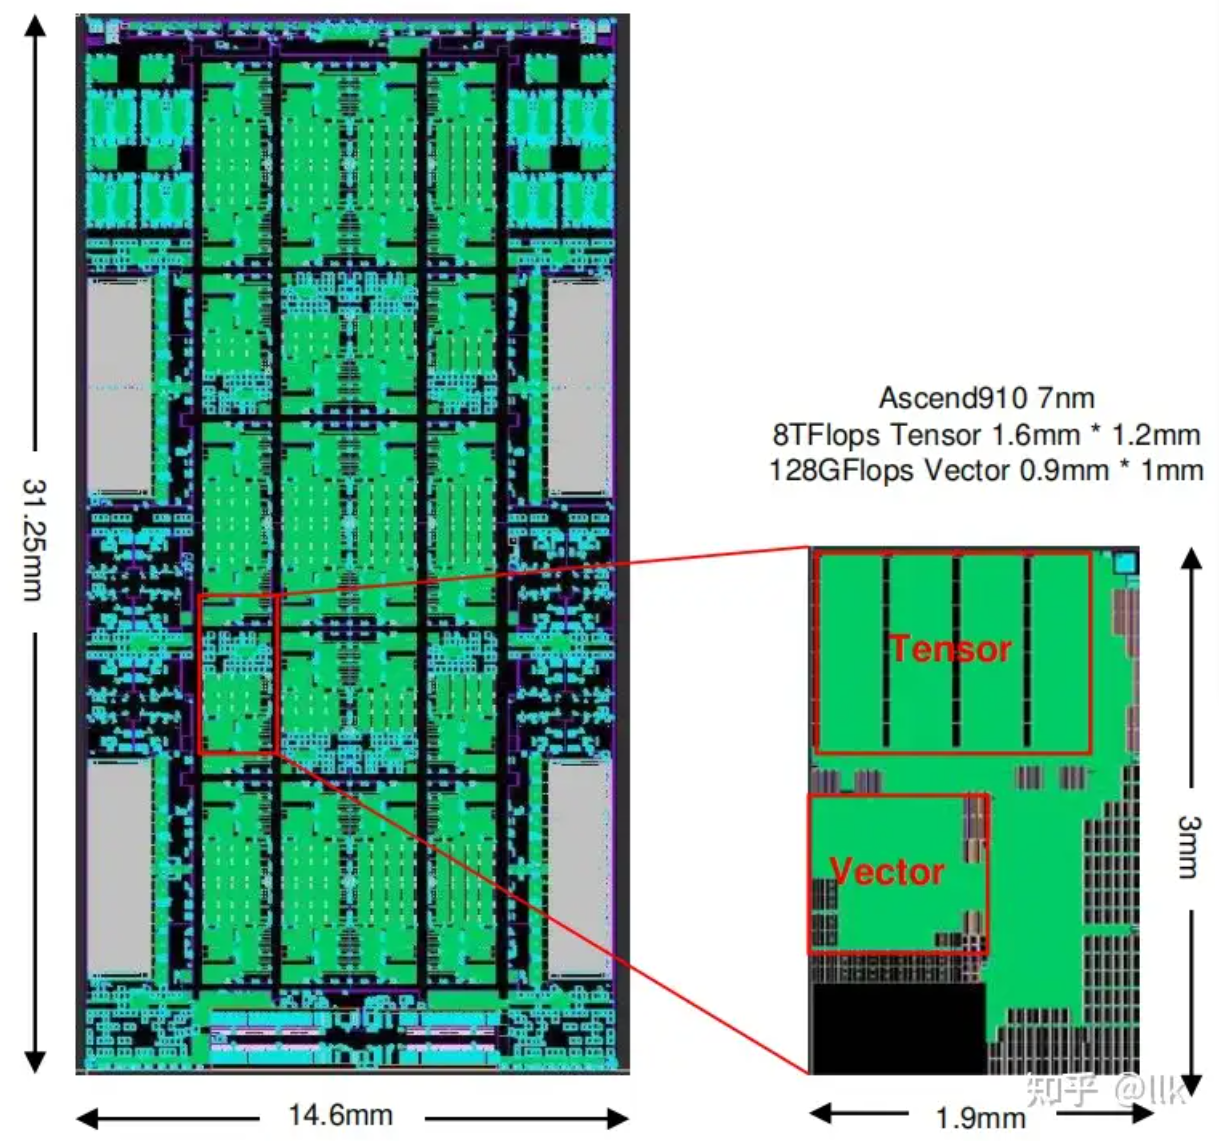 Ascend910 7nm
8TFlops Tensor 1.6mm * 1.2mm
128GFlops Vector 0.9mm * 1mm
31.25mm
Tensor
Vector
3mm
14.6mm
1.9mm
知乎 @llk